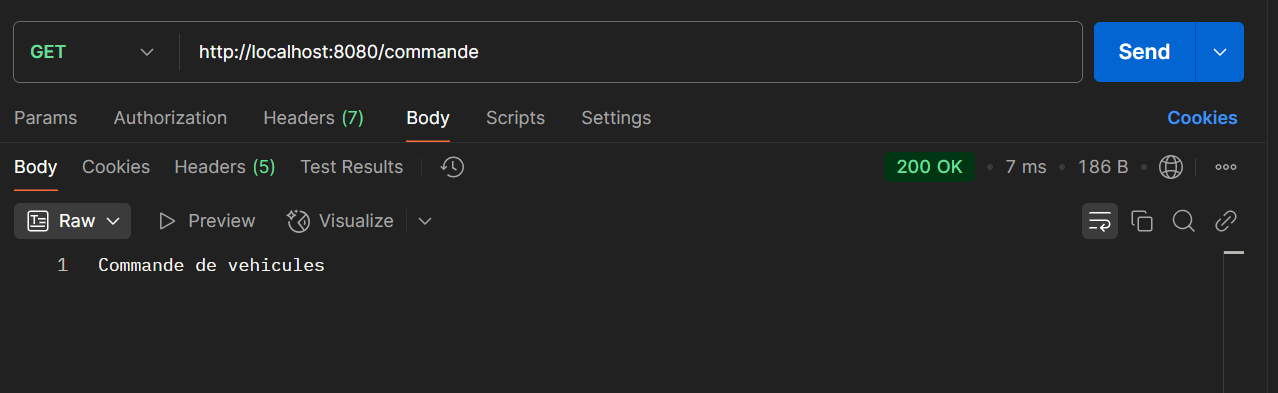 GET http://localhost:8080/commande Send
Params Authorization Headers (7) Body Scripts Settings Cookies
Body Cookies Headers (5) Test Results 200 OK • 7 ms • 186 B •
Raw Preview Visualize
1 Commande de vehicules